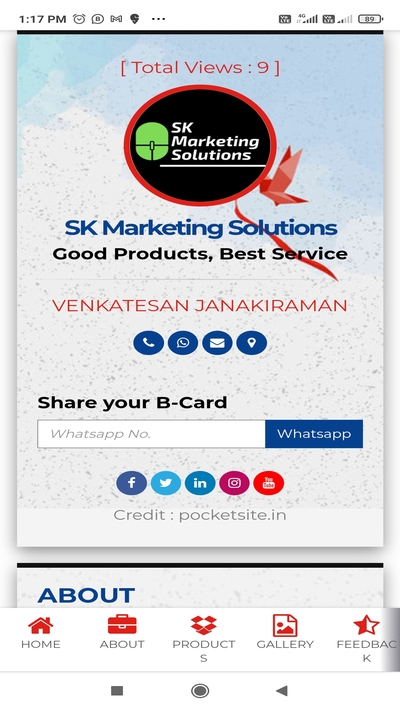 1:17 PM
4G
89
[ Total Views : 9 ]
SK
Marketing
Solutions
SK Marketing Solutions
Good Products, Best Service
VENKATESAN JANAKIRAMAN
Share your B-Card
Whatsapp No.
Whatsapp
Credit : pocketsite.in
ABOUT
HOME
ABOUT
PRODUCT
S
GALLERY
FEEDBAC
K